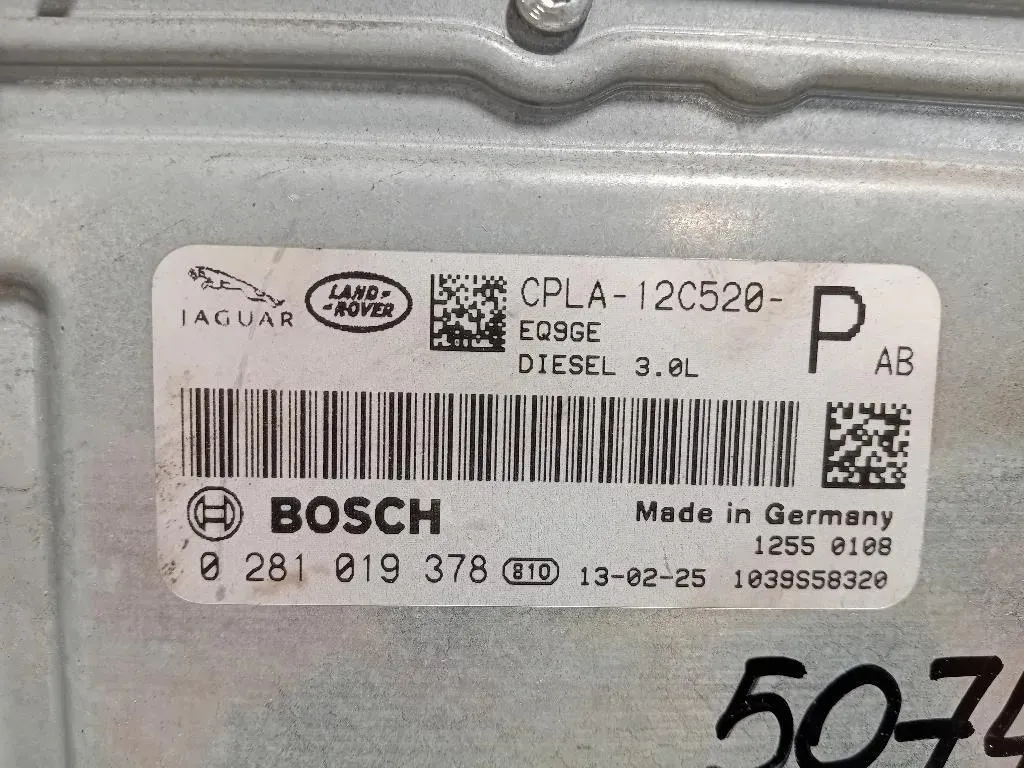 JAGUAR
LAND-
-ROVER
CPLA-12C520-
P
AB
EQ9GE
DIESEL 3.0L
BOSCH
Made in Germany
1255 0108
0 281 019 378 810 13-02-25 1039S58320
5074